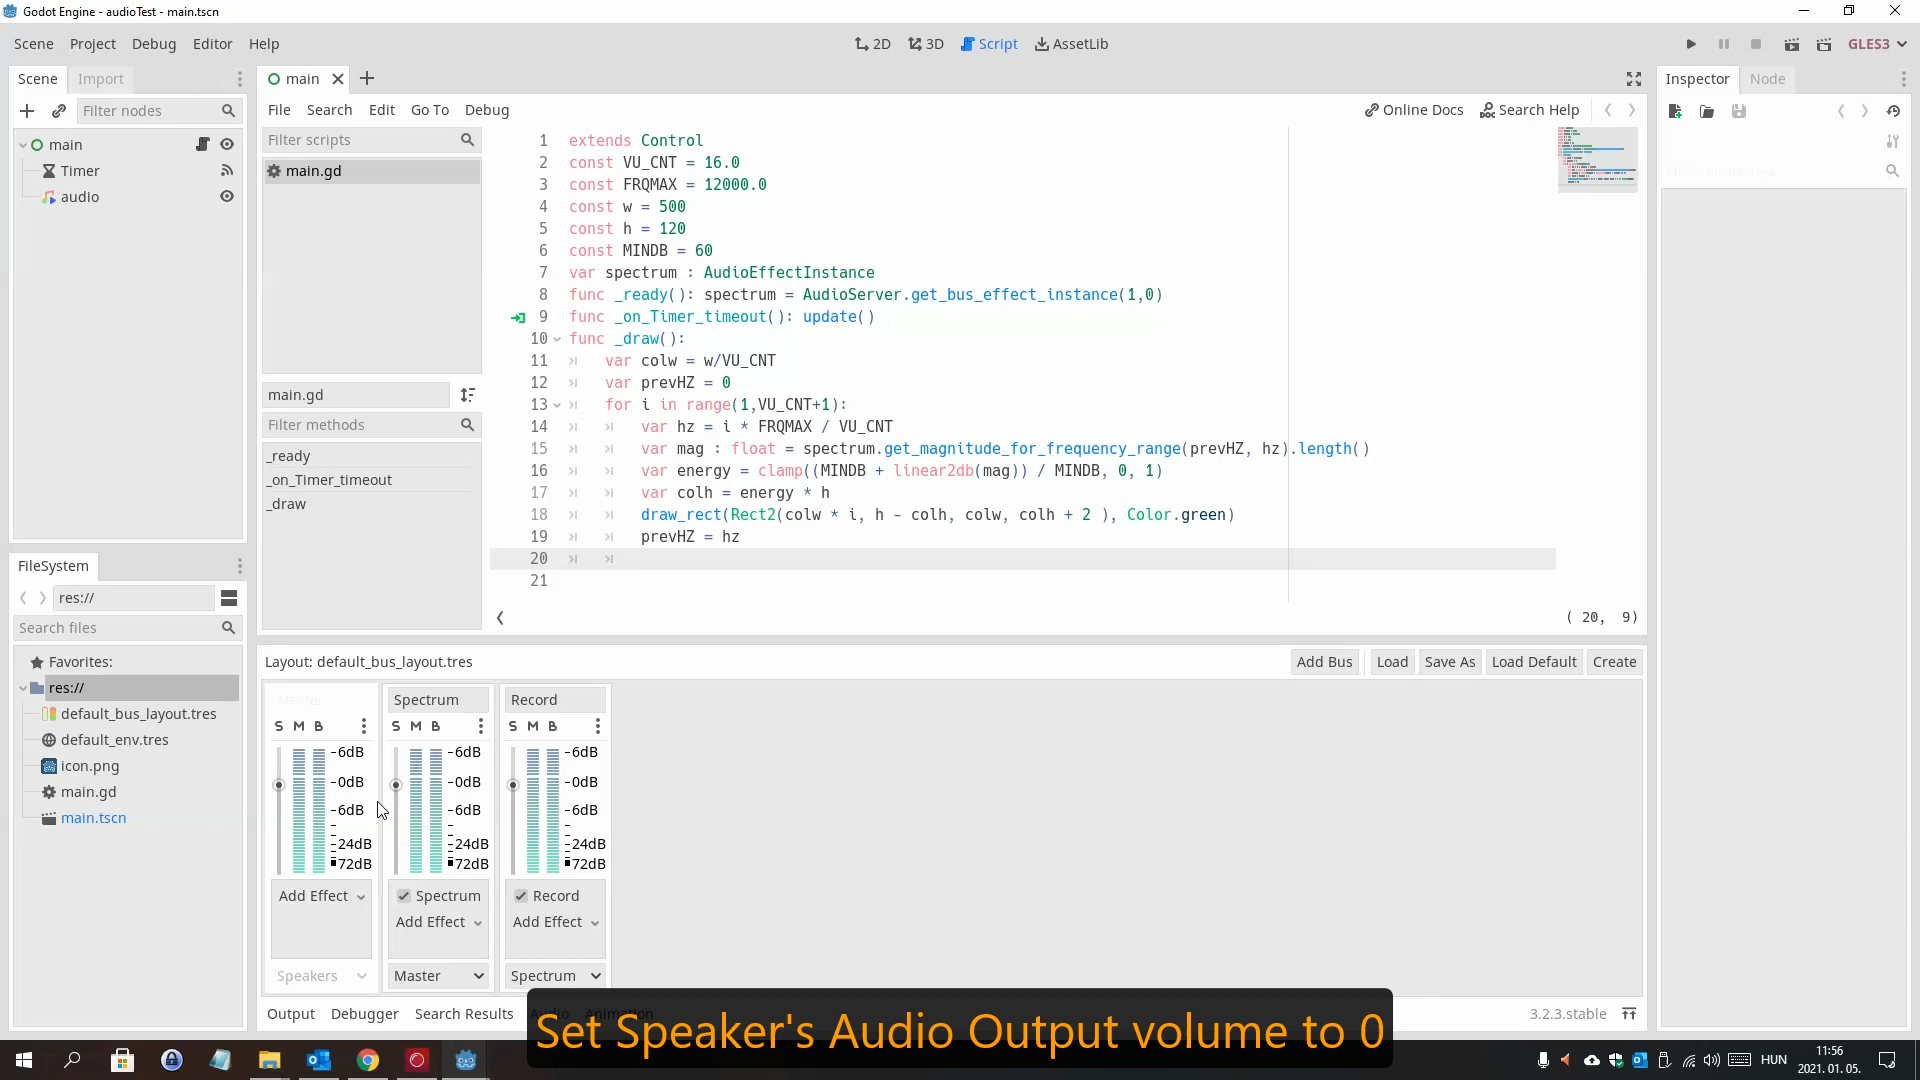 Godot Engine - audioTest - main.tscn
Scene Project Debug Editor Help
2D 3D Script AssetLib
GLES3
Scene Import
Filter nodes
main
Timer
audio
main
File Search Edit Go To Debug
Online Docs Search Help
Filter scripts
main.gd
main.gd
Filter methods
_ready
_on_Timer_timeout
_draw
1 extends Control
2 const VU_CNT = 16.0
3 const FRQMAX = 12000.0
4 const w = 500
5 const h = 120
6 const MINDB = 60
7 var spectrum : AudioEffectInstance
8 func _ready(): spectrum = AudioServer.get_bus_effect_instance(1,0)
9 func _on_Timer_timeout(): update()
10 func _draw():
11 var colw = w/VU_CNT
12 var prevHZ = 0
13 for i in range(1,VU_CNT+1):
14 var hz = i * FRQMAX / VU_CNT
15 var mag : float = spectrum.get_magnitude_for_frequency_range(prevHZ, hz).length()
16 var energy = clamp((MINDB + linear2db(mag)) / MINDB, 0, 1)
17 var colh = energy * h
18 draw_rect(Rect2(colw * i, h - colh, colw, colh + 2 ), Color.green)
19 prevHZ = hz
20
21
( 20, 9)
Inspector Node
FileSystem
res://
Search files
Favorites:
res://
default_bus_layout.tres
default_env.tres
icon.png
main.gd
main.tscn
Layout: default_bus_layout.tres
Add Bus Load Save As Load Default Create
Master Spectrum Record
S M B S M B S M B
-6dB -6dB -6dB
-0dB -0dB -0dB
-6dB -6dB -6dB
-24dB -24dB -24dB
72dB 72dB 72dB
Add Effect Spectrum Record
Add Effect Add Effect
Speakers Master Spectrum
Output Debugger Search Results Audio Animation
3.2.3.stable
Set Speaker's Audio Output volume to 0
HUN
11:56
2021. 01. 05.